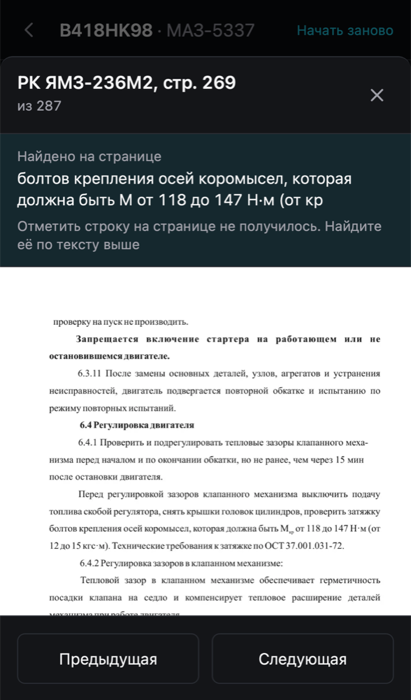 В418НК98 · МАЗ-5337
Начать заново
РК ЯМЗ-236М2, стр. 269
из 287
Найдено на странице
болтов крепления осей коромысел, которая
должна быть М от 118 до 147 Н·м (от кр
Отметить строку на странице не получилось. Найдите
её по тексту выше
проверку на пуск не производить.
Запрещается включение стартера на работающем или не
остановившемся двигателе.
6.3.11 После замены основных деталей, узлов, агрегатов и устранения
неисправностей, двигатель подвергается повторной обкатке и испытанию по
режиму повторных испытаний.
6.4 Регулировка двигателя
6.4.1 Проверить и подрегулировать тепловые зазоры клапанного меха-
низма перед началом и по окончании обкатки, но не ранее, чем через 15 мин
после остановки двигателя.
Перед регулировкой зазоров клапанного механизма выключить подачу
топлива скобой регулятора, снять крышки головок цилиндров, проверить затяжку
болтов крепления осей коромысел, которая должна быть Мкр от 118 до 147 Н·м (от
12 до 15 кгс·м). Технические требования к затяжке по ОСТ 37.001.031-72.
6.4.2 Регулировка зазоров в клапанном механизме:
Тепловой зазор в клапанном механизме обеспечивает герметичность
посадки клапана на седло и компенсирует тепловое расширение деталей
механизма при работе двигателя.
Предыдущая
Следующая